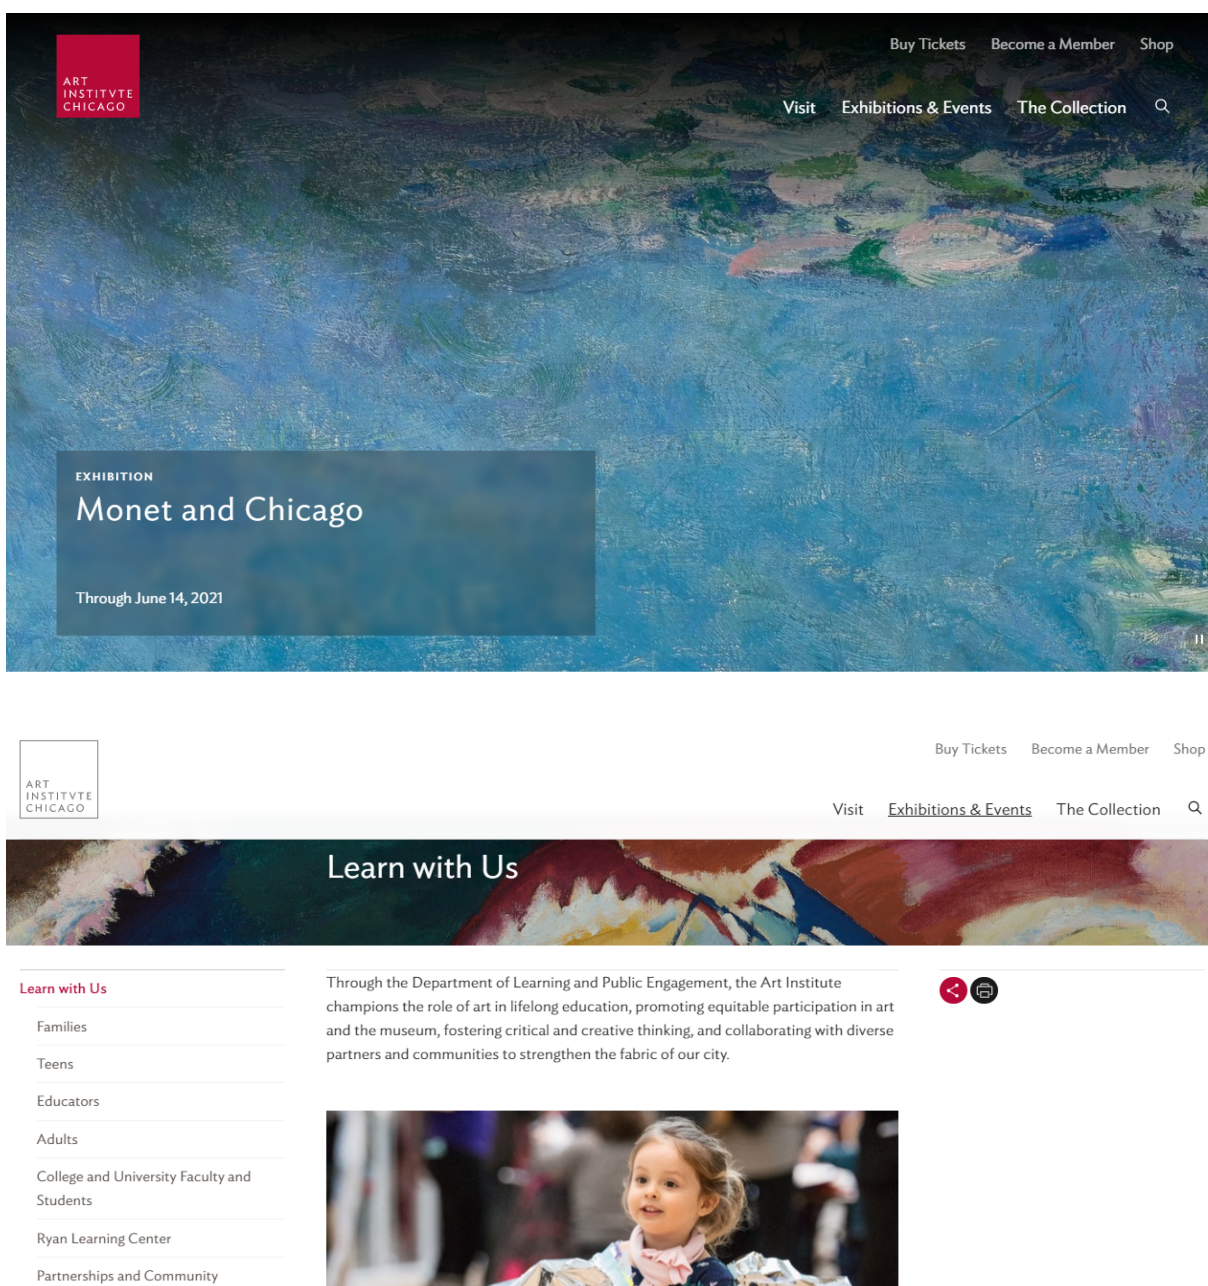 ART
INSTITVTE
CHICAGO
Buy Tickets Become a Member Shop
Visit Exhibitions & Events The Collection
EXHIBITION
Monet and Chicago
Through June 14, 2021
ART
INSTITVTE
CHICAGO
Buy Tickets Become a Member Shop
Visit Exhibitions & Events The Collection
Learn with Us
Learn with Us
Families
Teens
Educators
Adults
College and University Faculty and
Students
Ryan Learning Center
Partnerships and Community
Through the Department of Learning and Public Engagement, the Art Institute
champions the role of art in lifelong education, promoting equitable participation in art
and the museum, fostering critical and creative thinking, and collaborating with diverse
partners and communities to strengthen the fabric of our city.